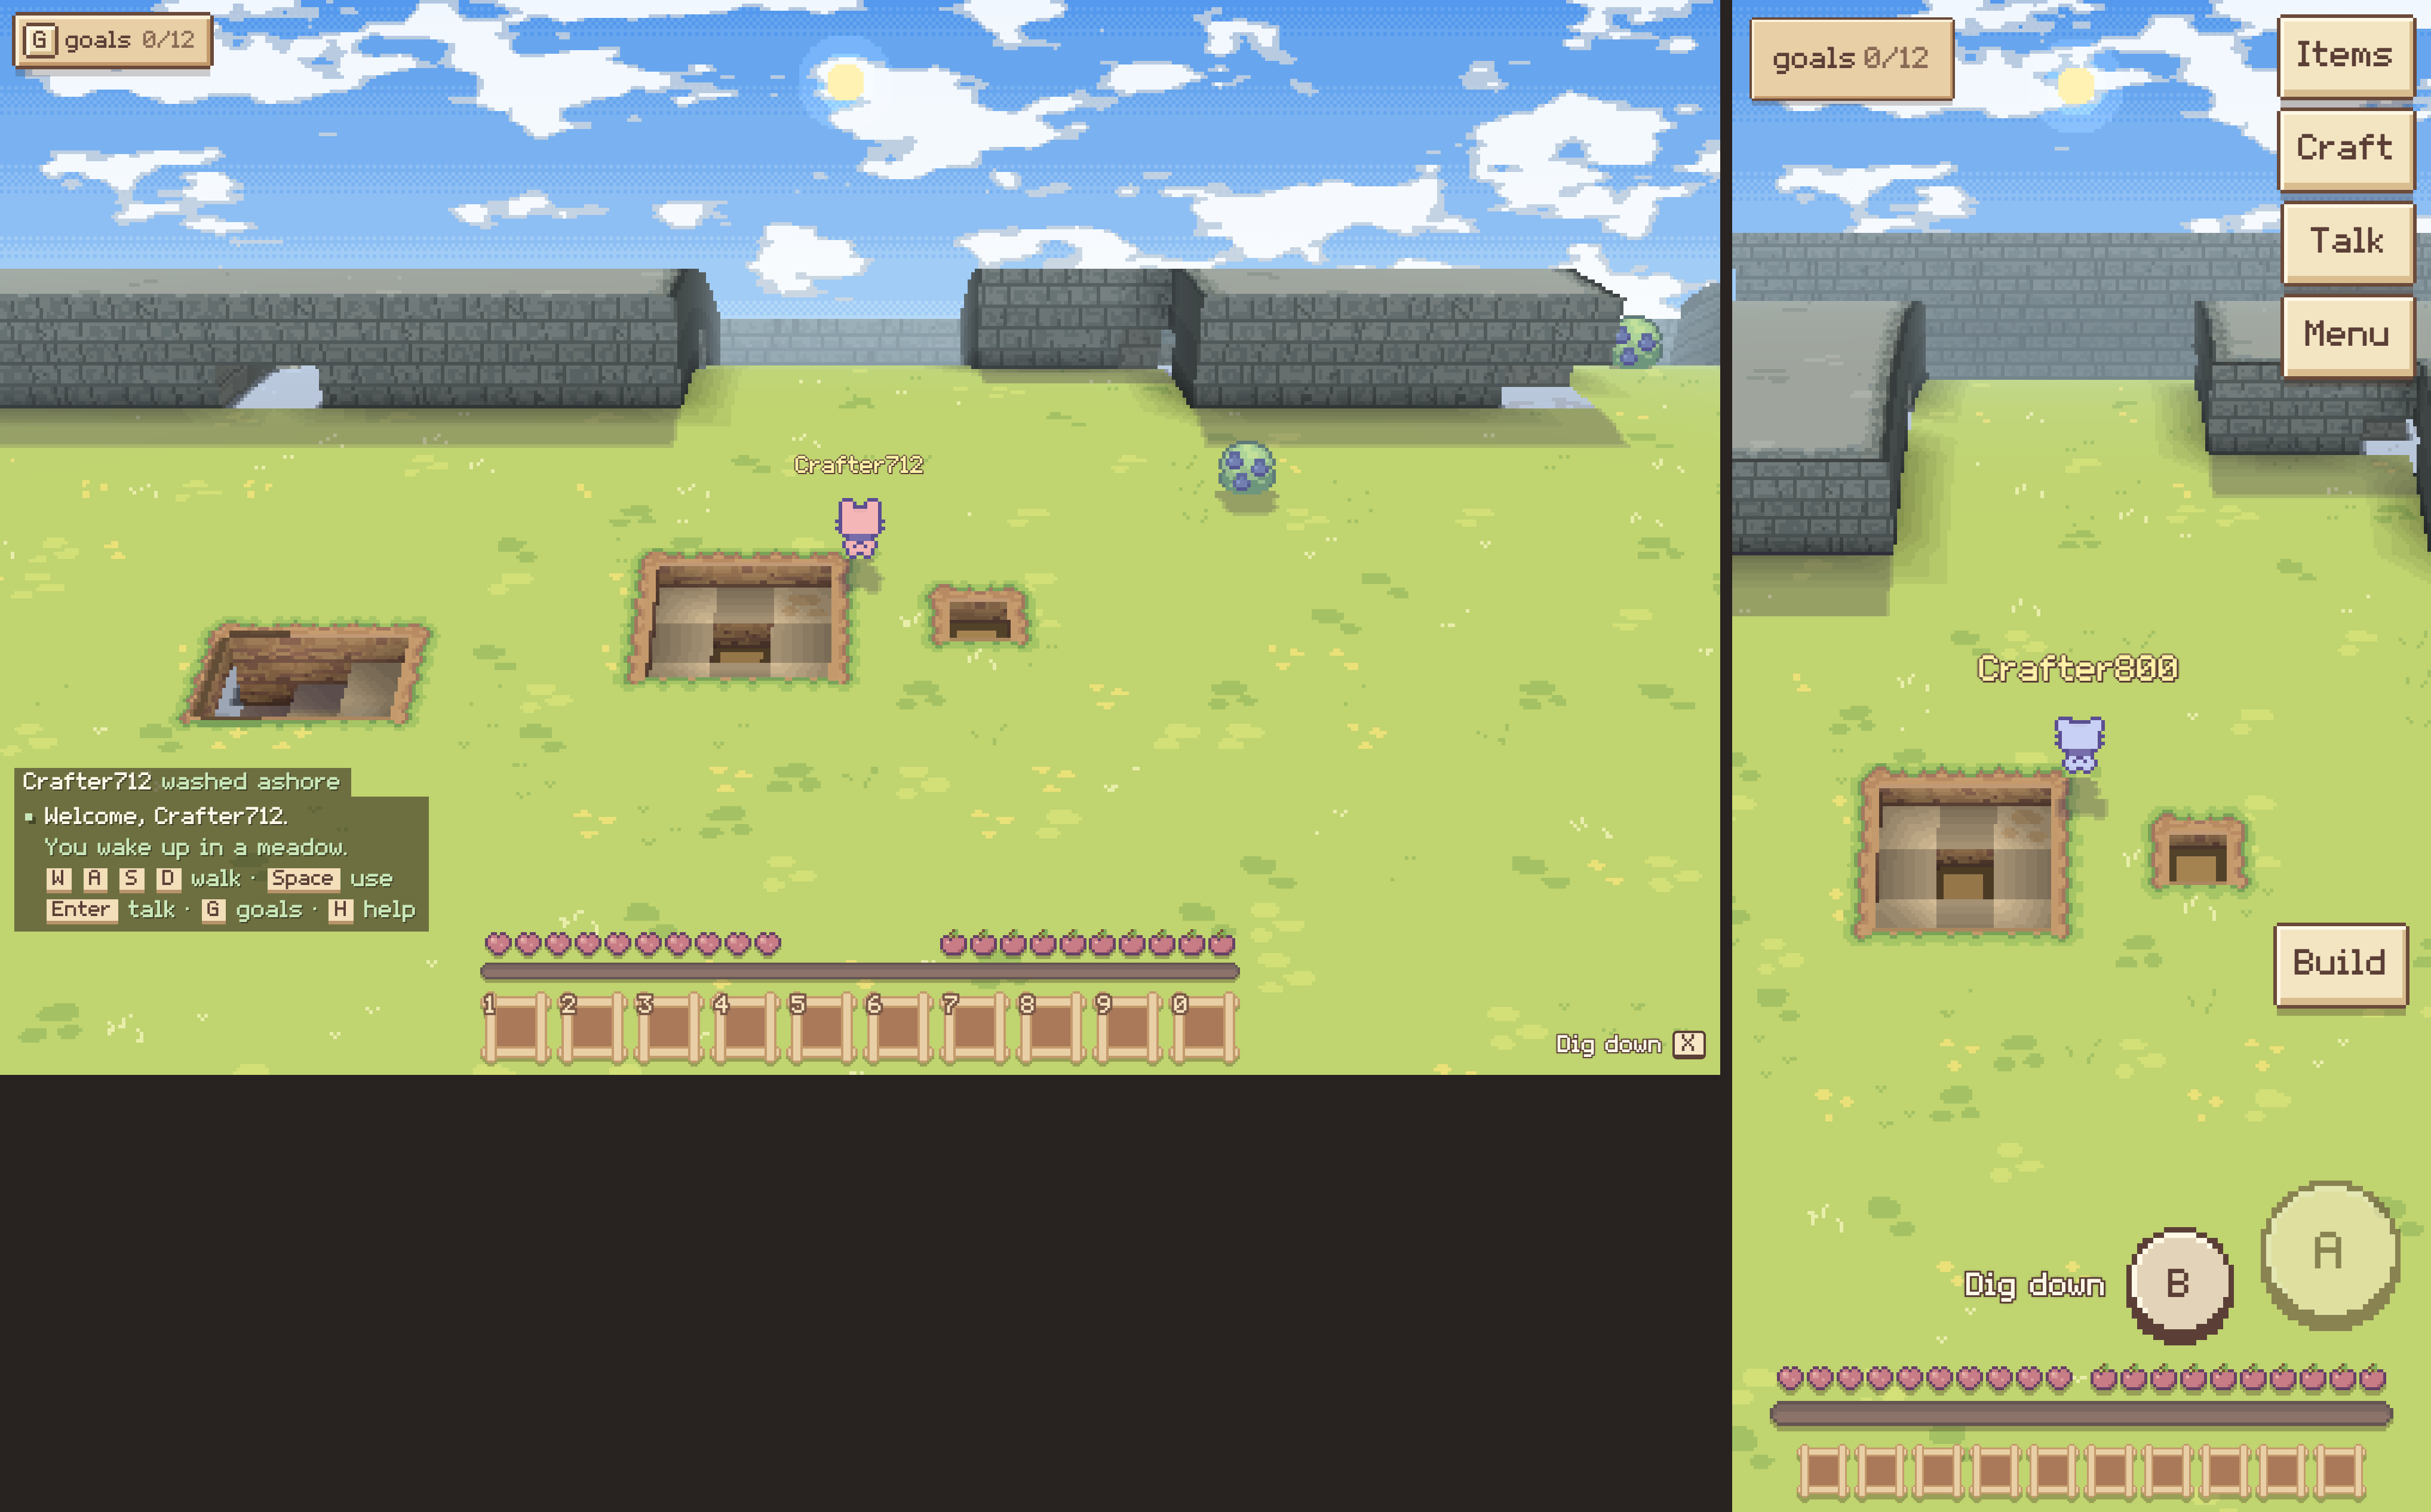 G goals 0/12
Crafter712
Crafter712 washed ashore
Welcome, Crafter712.
You wake up in a meadow.
W A S D walk · Space use
Enter talk · G goals · H help
1 2 3 4 5 6 7 8 9 0
Dig down X
goals 0/12
Items
Craft
Talk
Menu
Crafter800
Build
A
Dig down B